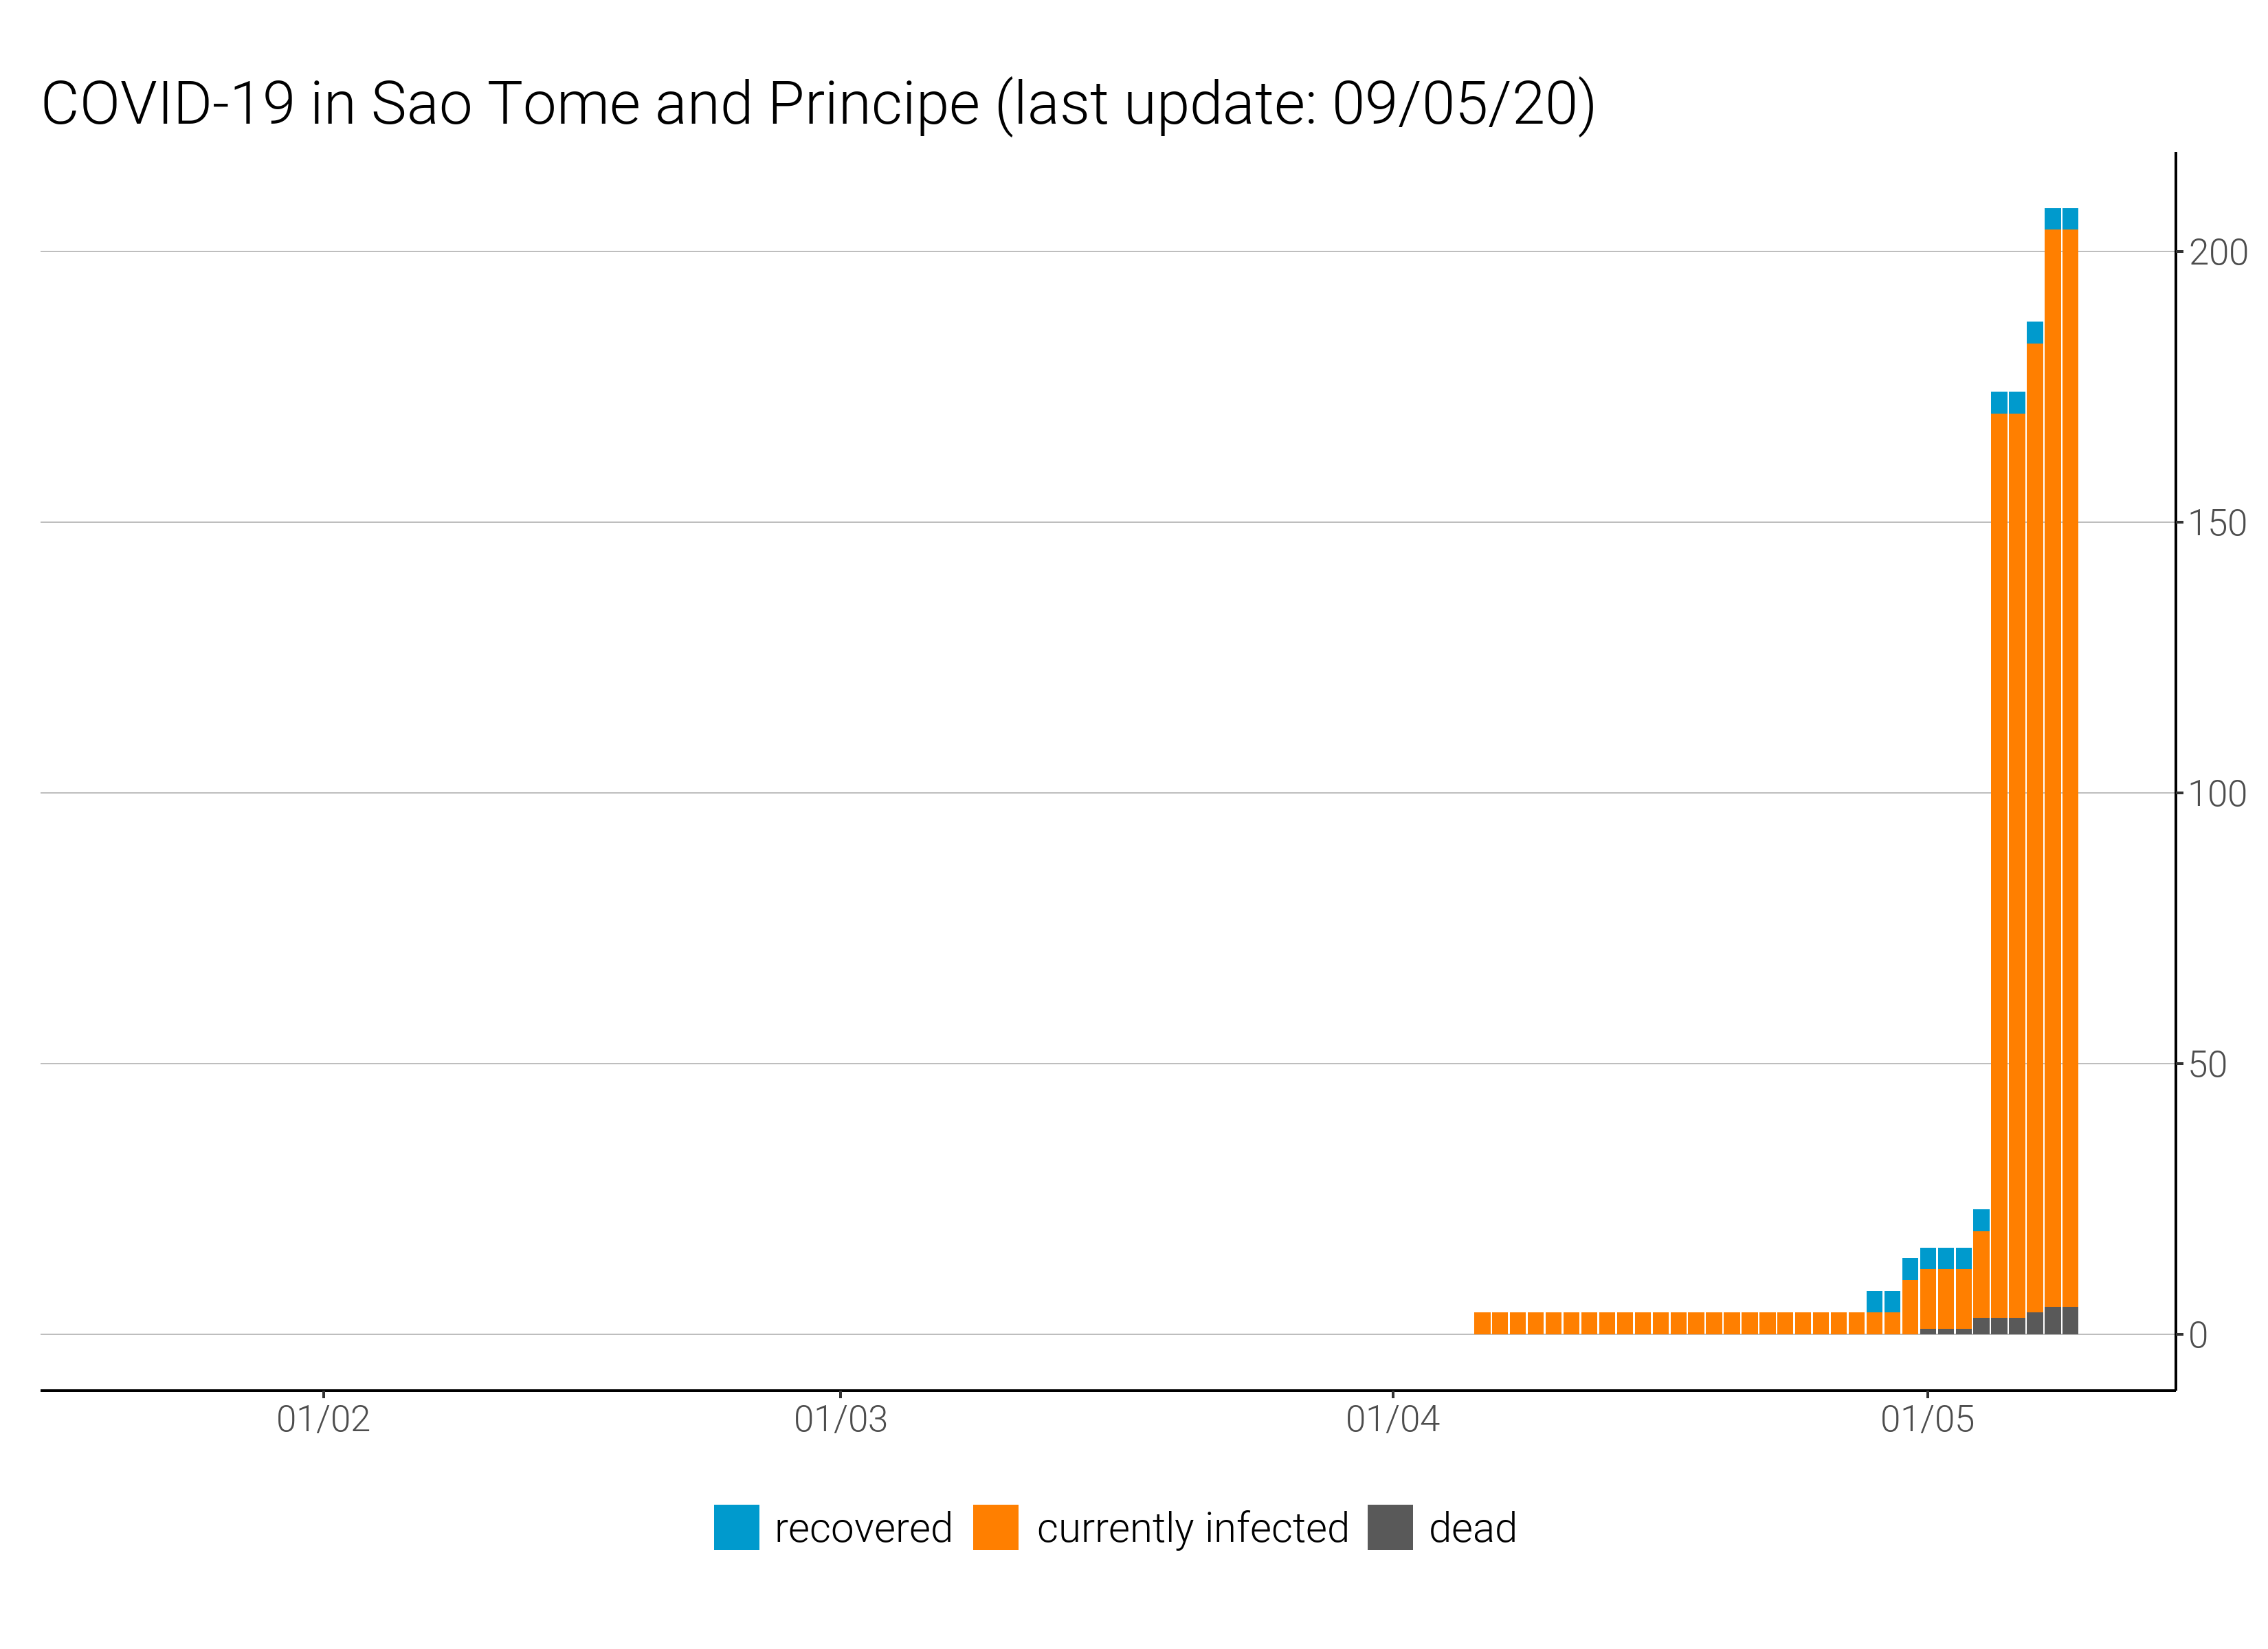 COVID-19 in Sao Tome and Principe (last update: 09/05/20)
200
150
100
50
0
01/02 01/03 01/04 01/05
recovered currently infected dead